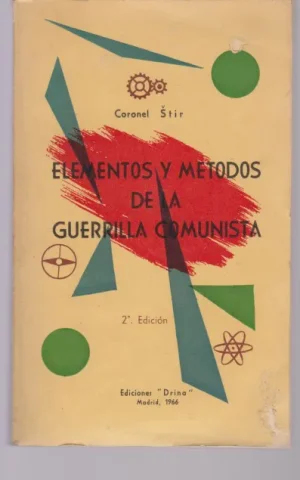 Coronel Štir
ELEMENTOS Y METODOS
DE LA
GUERRILLA COMUNISTA
2ª. Edición
Ediciones "Drina"
Madrid, 1966